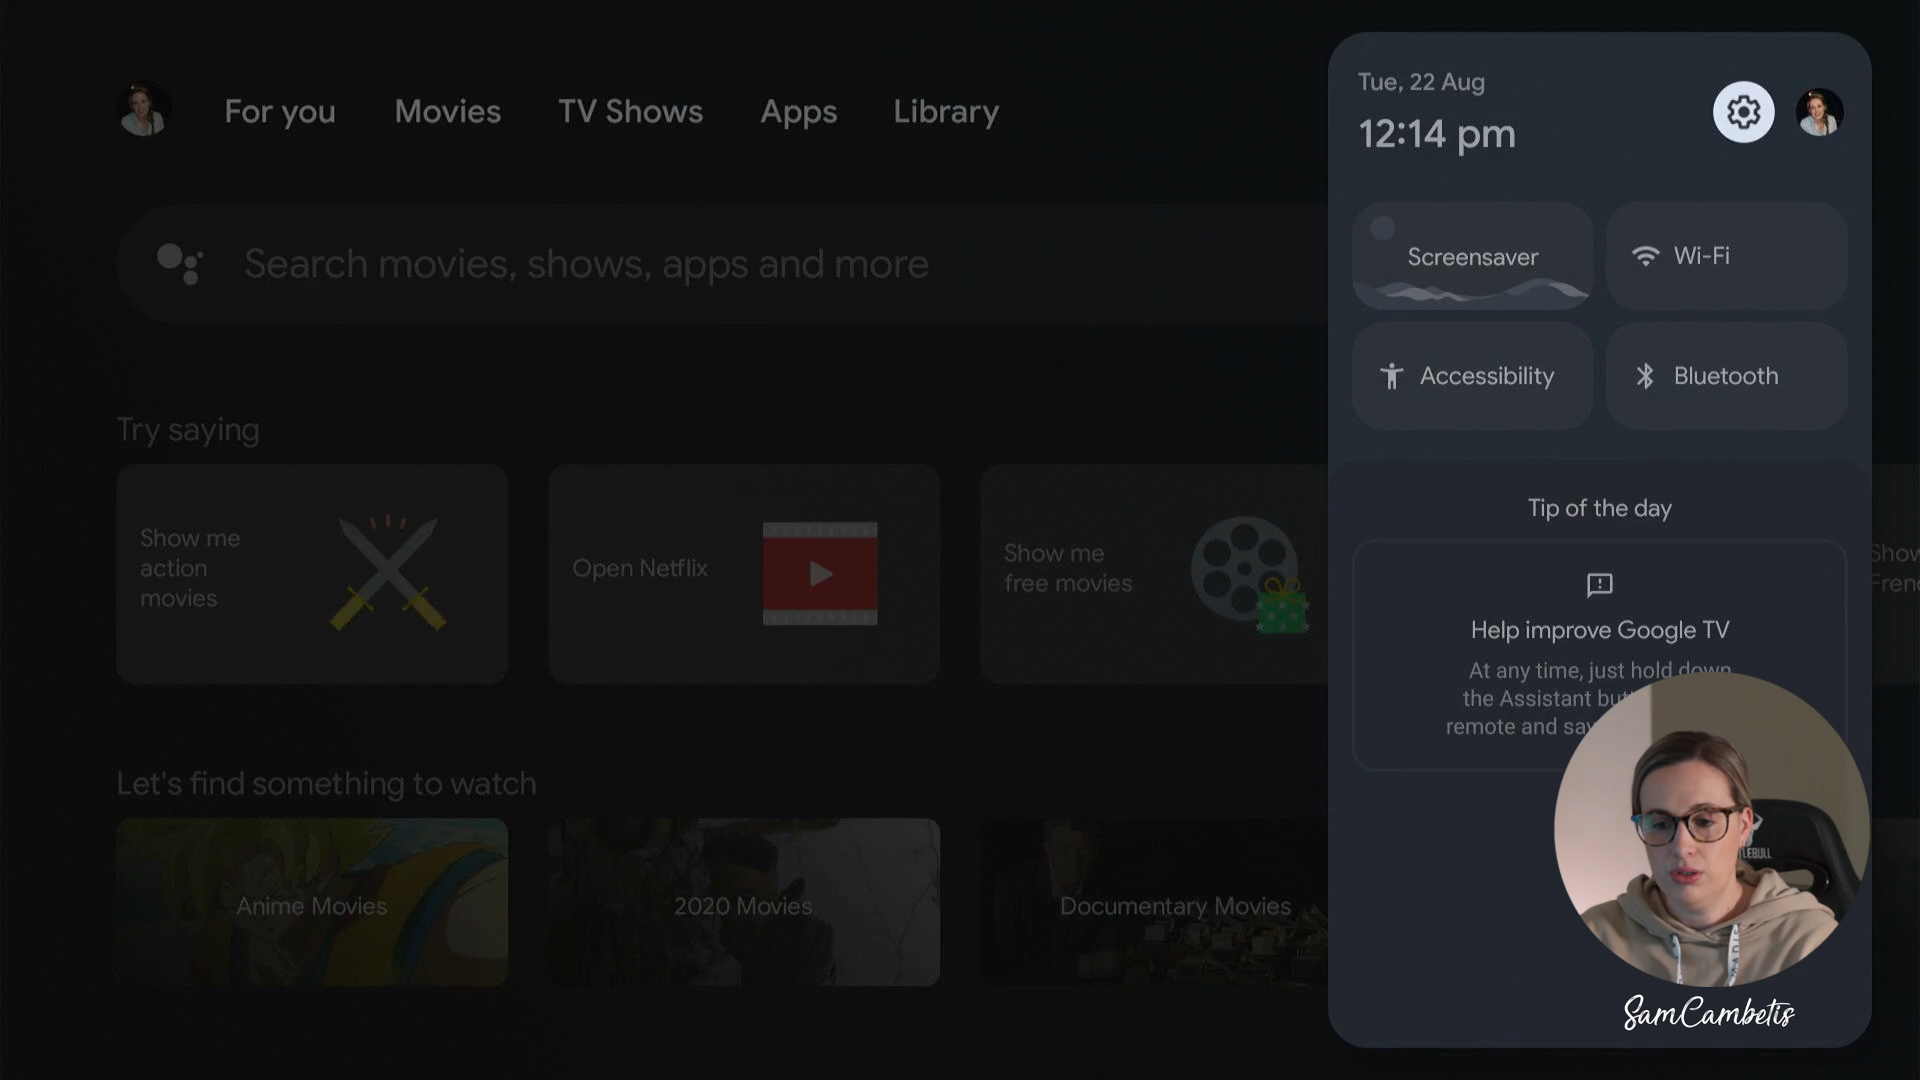 For you
Movies
TV Shows
Apps
Library
Search movies, shows, apps and more
Try saying
Show me
action
movies
Open Netflix
Show me
free movies
Let's find something to watch
Anime Movies
2020 Movies
Documentary Movies
Tue, 22 Aug
12:14 pm
Screensaver
Wi-Fi
Accessibility
Bluetooth
Tip of the day
Help improve Google TV
At any time, just hold down
the Assistant
remote and say
SamCambetis